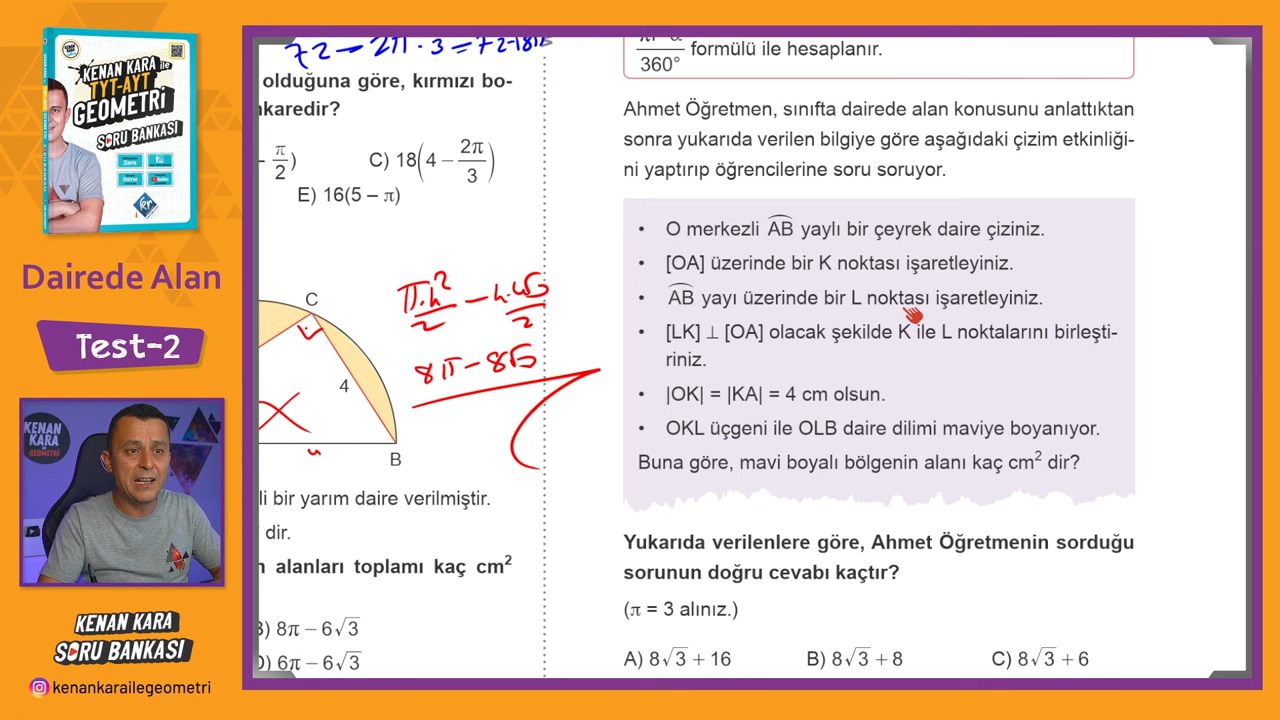 KENAN KARA ile
TYT-AYT
GEOMETRİ
SORU BANKASI
Dairede Alan
Test-2
KENAN
KARA
ile
GEOMETRİ
KENAN KARA
SORU BANKASI
kenankarailegeometri
olduğuna göre, kırmızı bo-
nkaredir?
– π/2)
C) 18(4 – 2π/3)
E) 16(5 – π)
C
4
B
li bir yarım daire verilmiştir.
dir.
alanları toplamı kaç cm²
B) 8π – 6√3
D) 6π – 6√3
8π – 8√3
360°
formülü ile hesaplanır.
Ahmet Öğretmen, sınıfta dairede alan konusunu anlattıktan
sonra yukarıda verilen bilgiye göre aşağıdaki çizim etkinliği-
ni yaptırıp öğrencilerine soru soruyor.
• O merkezli AB yaylı bir çeyrek daire çiziniz.
• [OA] üzerinde bir K noktası işaretleyiniz.
• AB yayı üzerinde bir L noktası işaretleyiniz.
• [LK] ⊥ [OA] olacak şekilde K ile L noktalarını birleşti-
riniz.
• |OK| = |KA| = 4 cm olsun.
• OKL üçgeni ile OLB daire dilimi maviye boyanıyor.
Buna göre, mavi boyalı bölgenin alanı kaç cm² dir?
Yukarıda verilenlere göre, Ahmet Öğretmenin sorduğu
sorunun doğru cevabı kaçtır?
(π = 3 alınız.)
A) 8√3 + 16
B) 8√3 + 8
C) 8√3 + 6